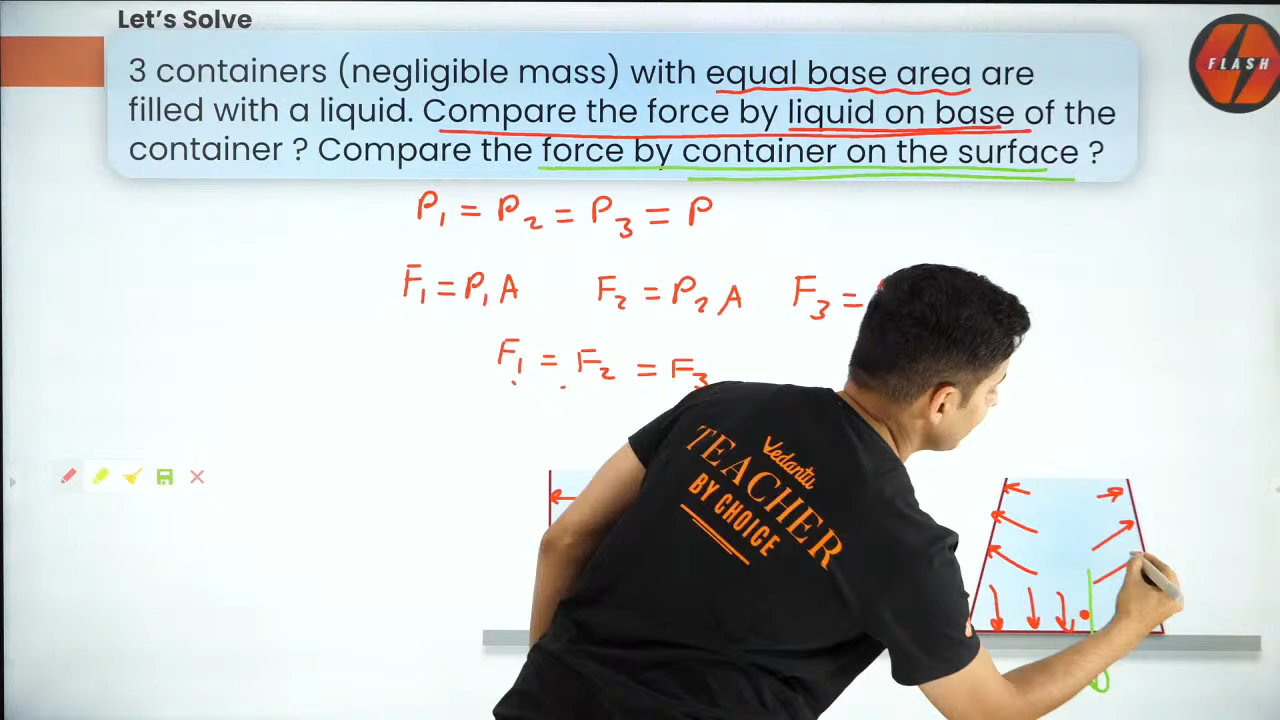 Let's Solve
FLASH
3 containers (negligible mass) with equal base area are
filled with a liquid. Compare the force by liquid on base of the
container ? Compare the force by container on the surface ?
P₁ = P₂ = P₃ = P
F₁ = P₁ A F₂ = P₂ A F₃ =
F₁ = F₂ = F₃
Vedantu
TEACHER
BY CHOICE